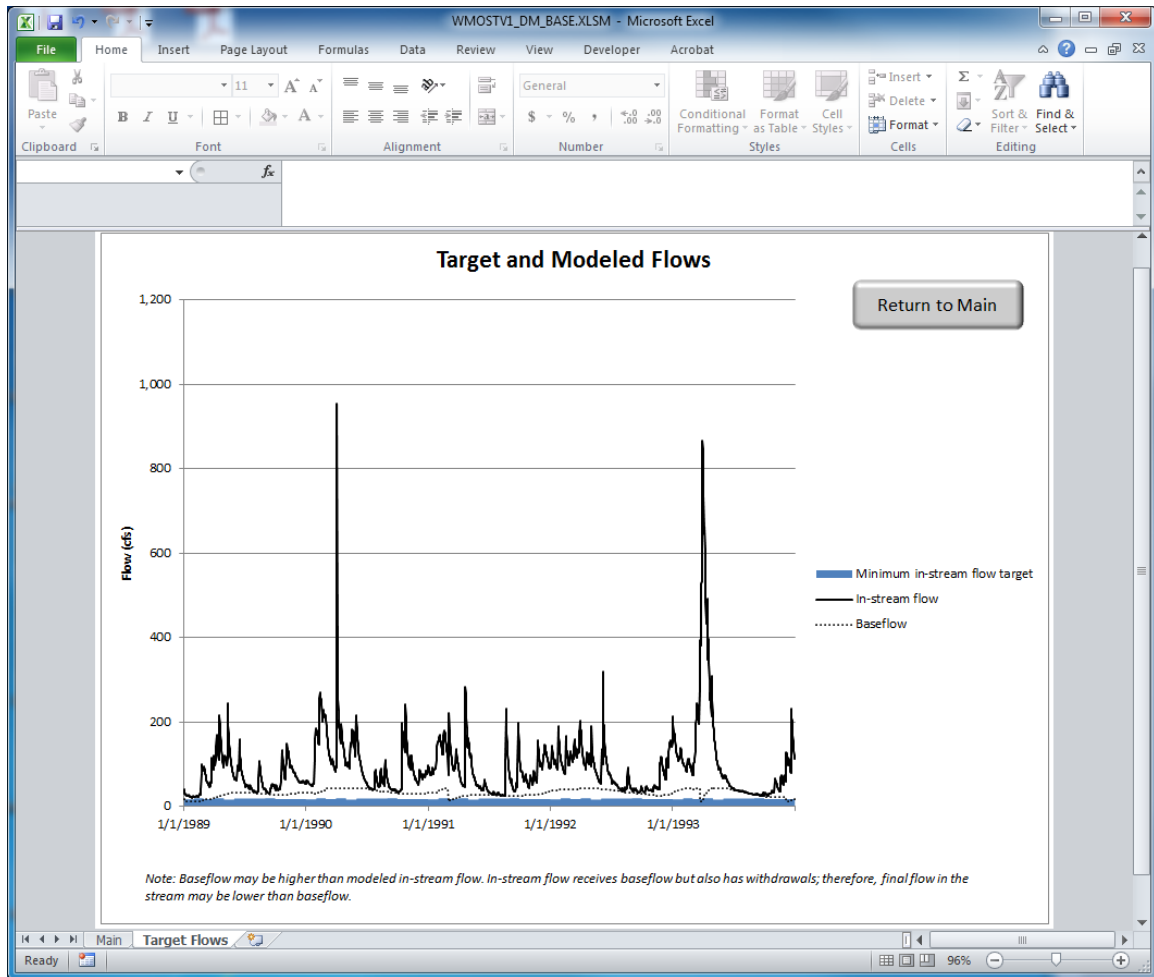 WMOSTV1_DM_BASE.XLSM - Microsoft Excel
File Home Insert Page Layout Formulas Data Review View Developer Acrobat
Paste
Clipboard
11
B I U
Font
Alignment
General
$ % ,
Number
Conditional Formatting
Format as Table
Cell Styles
Styles
Insert
Delete
Format
Cells
Sort & Filter
Find & Select
Editing
fx
Target and Modeled Flows
Return to Main
1,200
1,000
800
600
400
200
0
Flow (cfs)
1/1/1989 1/1/1990 1/1/1991 1/1/1992 1/1/1993
Minimum in-stream flow target
In-stream flow
Baseflow
Note: Baseflow may be higher than modeled in-stream flow. In-stream flow receives baseflow but also has withdrawals; therefore, final flow in the
stream may be lower than baseflow.
Main Target Flows
Ready 96%